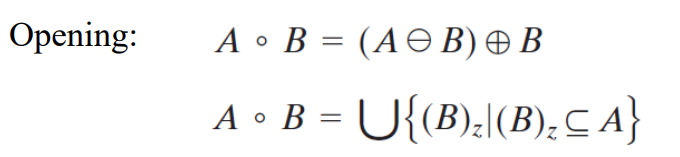 Opening: A ∘ B = (A ⊖ B) ⊕ B
A ∘ B = ⋃{(B)z|(B)z ⊆ A}